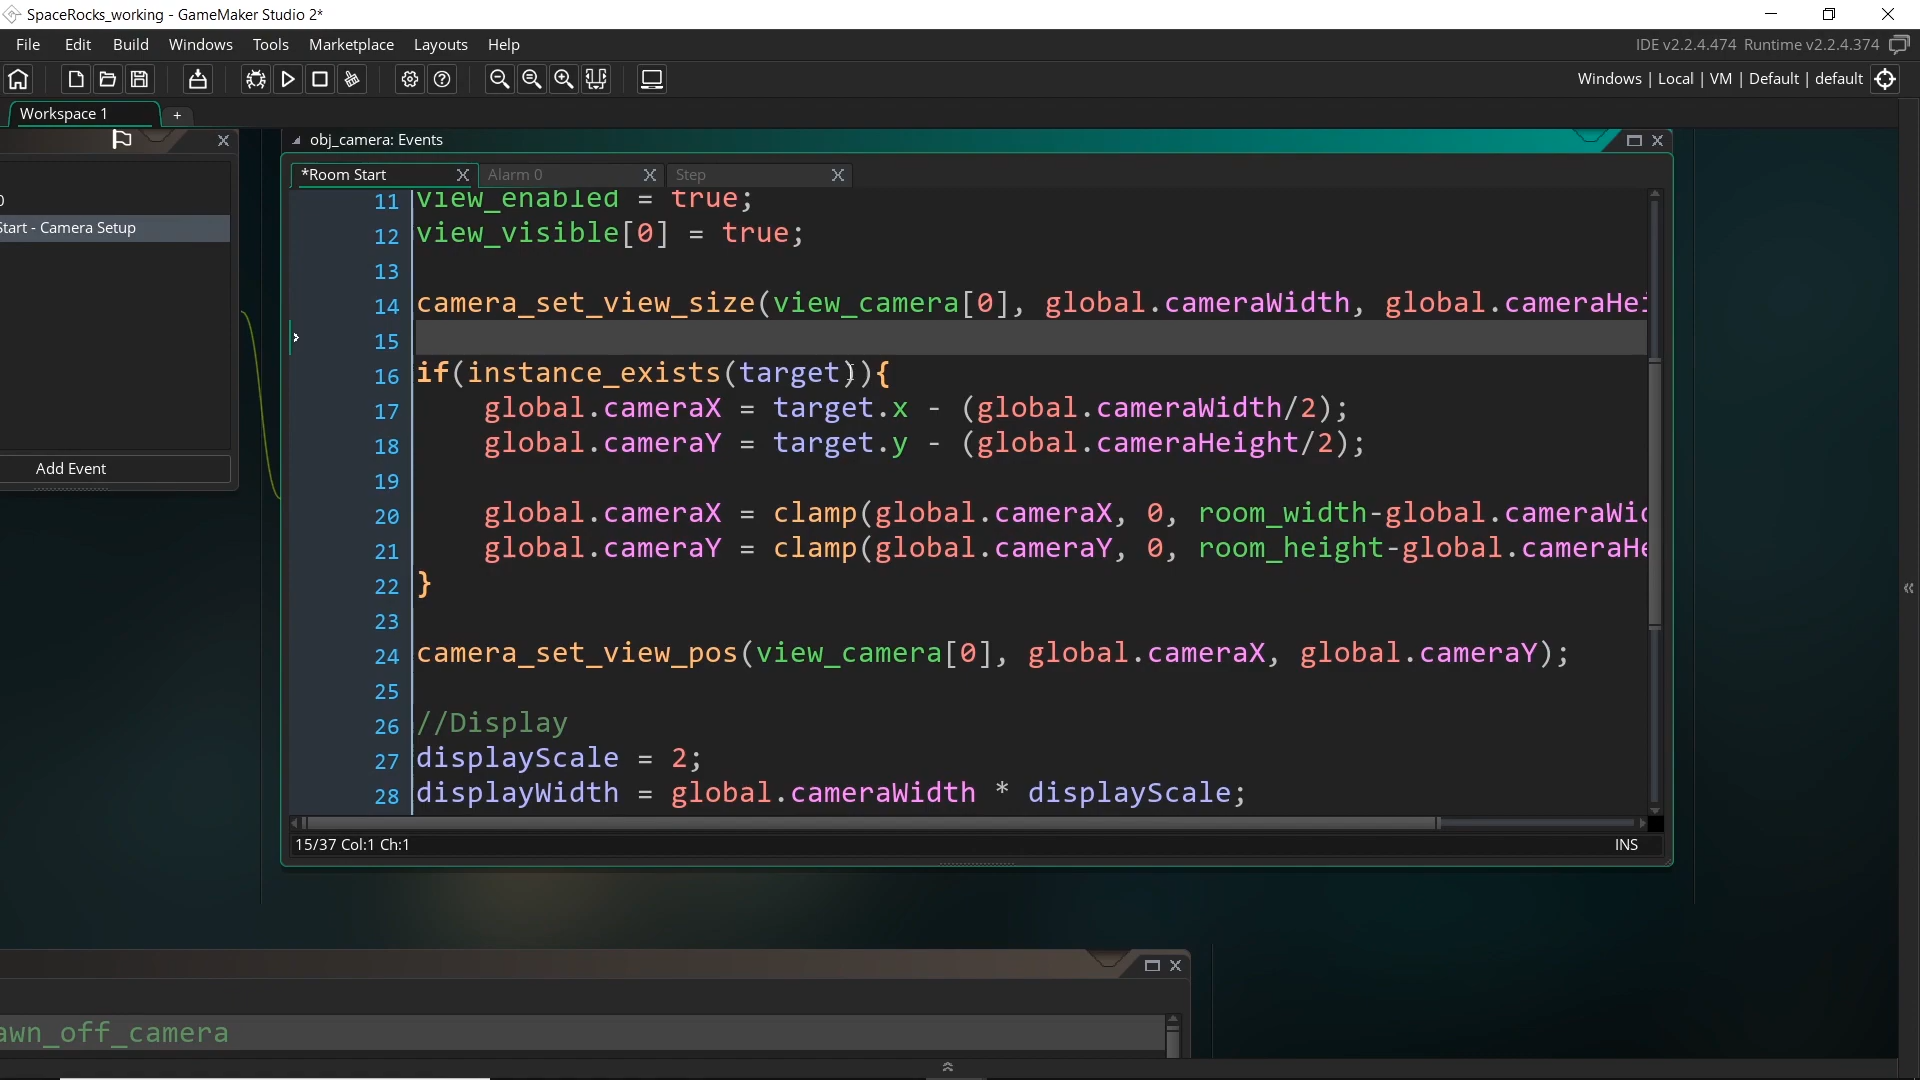 SpaceRocks_working - GameMaker Studio 2*
File Edit Build Windows Tools Marketplace Layouts Help
IDE v2.2.4.474 Runtime v2.2.4.374
Windows | Local | VM | Default | default
Workspace 1 +
obj_camera: Events
*Room Start Alarm 0 Step
Start - Camera Setup
Add Event
11 view_enabled = true;
12 view_visible[0] = true;
13
14 camera_set_view_size(view_camera[0], global.cameraWidth, global.cameraHei
15
16 if(instance_exists(target)){
17 global.cameraX = target.x - (global.cameraWidth/2);
18 global.cameraY = target.y - (global.cameraHeight/2);
19
20 global.cameraX = clamp(global.cameraX, 0, room_width-global.cameraWid
21 global.cameraY = clamp(global.cameraY, 0, room_height-global.cameraHe
22 }
23
24 camera_set_view_pos(view_camera[0], global.cameraX, global.cameraY);
25
26 //Display
27 displayScale = 2;
28 displayWidth = global.cameraWidth * displayScale;
15/37 Col:1 Ch:1 INS
awn_off_camera